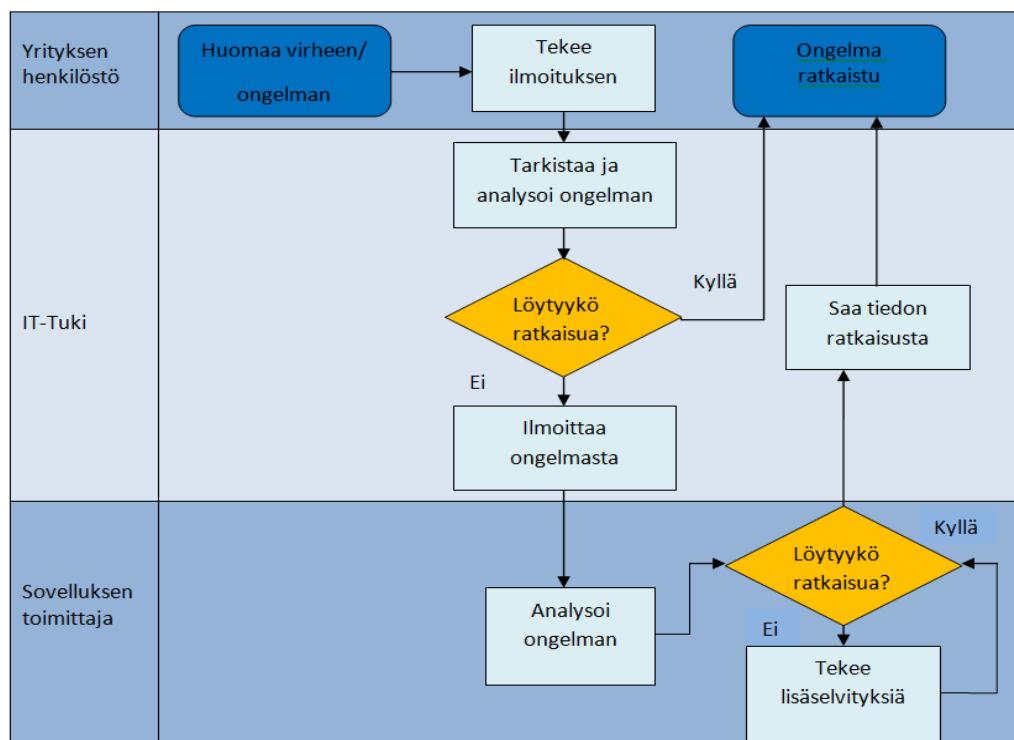 Yrityksen
henkilöstö
Huomaa virheen/
ongelman
Tekee
ilmoituksen
Ongelma
ratkaistu
IT-Tuki
Tarkistaa ja
analysoi ongelman
Löytyykö
ratkaisua?
Kyllä
Saa tiedon
ratkaisusta
Ei
Ilmoittaa
ongelmasta
Sovelluksen
toimittaja
Analysoi
ongelman
Löytyykö
ratkaisua?
Kyllä
Ei
Tekee
lisäselvityksiä